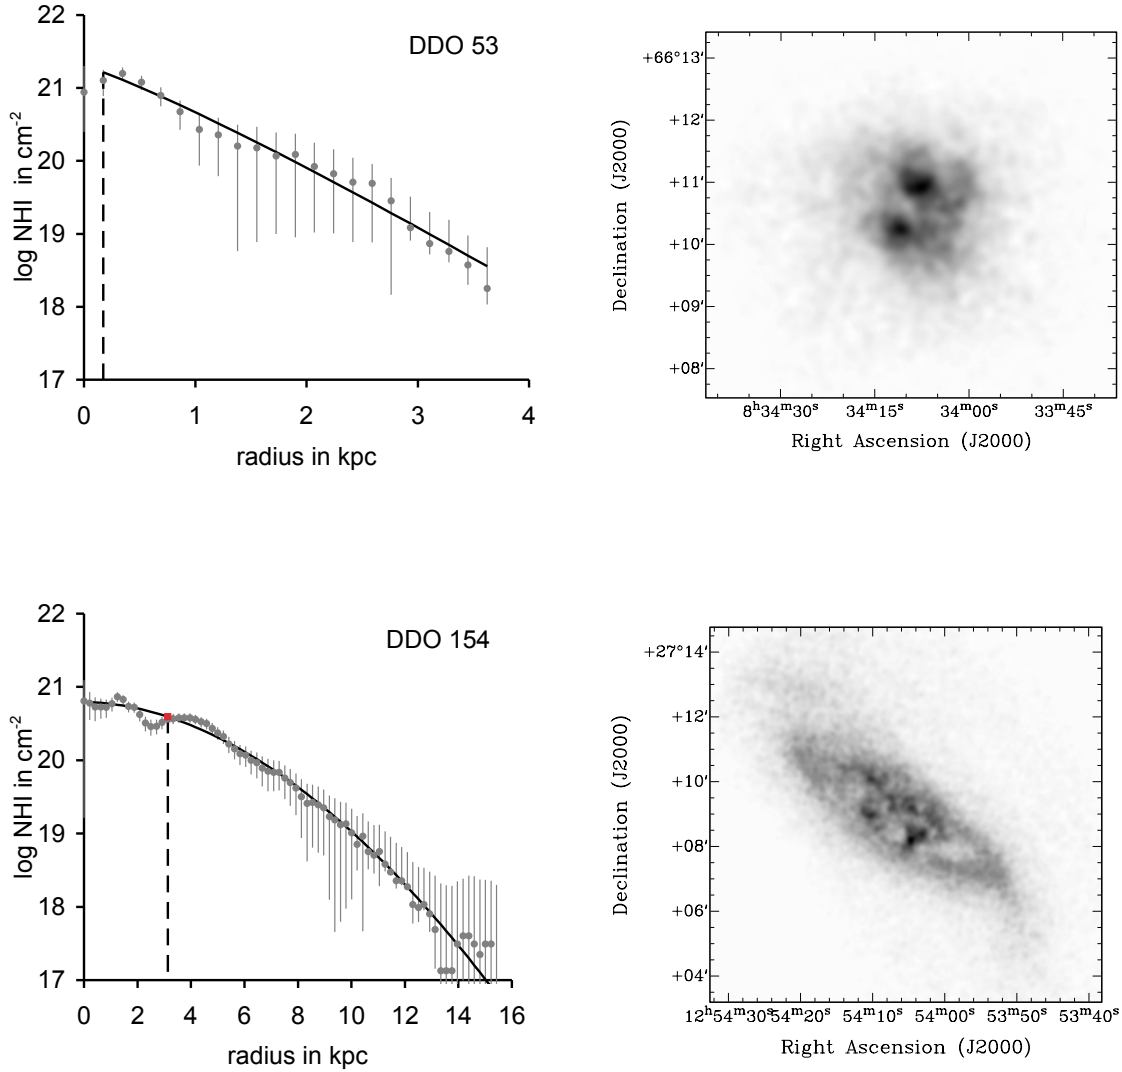 DDO 53
22
21
20
19
18
17
log NHI in cm-2
0 1 2 3 4
radius in kpc
+66°13'
+12'
+11'
+10'
+09'
+08'
Declination (J2000)
8h34m30s 34m15s 34m00s 33m45s
Right Ascension (J2000)
DDO 154
22
21
20
19
18
17
log NHI in cm-2
0 2 4 6 8 10 12 14 16
radius in kpc
+27°14'
+12'
+10'
+08'
+06'
+04'
Declination (J2000)
12h54m30s 54m20s 54m10s 54m00s 53m50s 53m40s
Right Ascension (J2000)